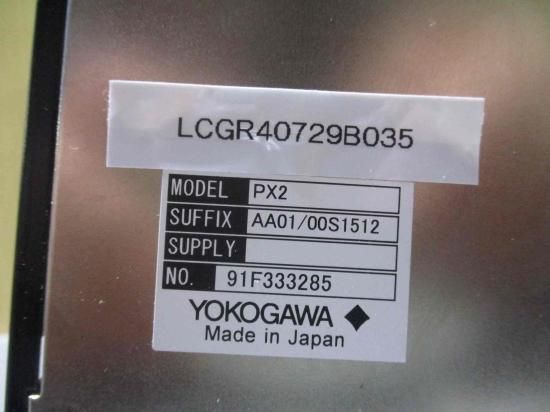 LCGR40729B035
MODEL PX2
SUFFIX AA01/00S1512
SUPPLY
NO. 91F333285
YOKOGAWA
Made in Japan